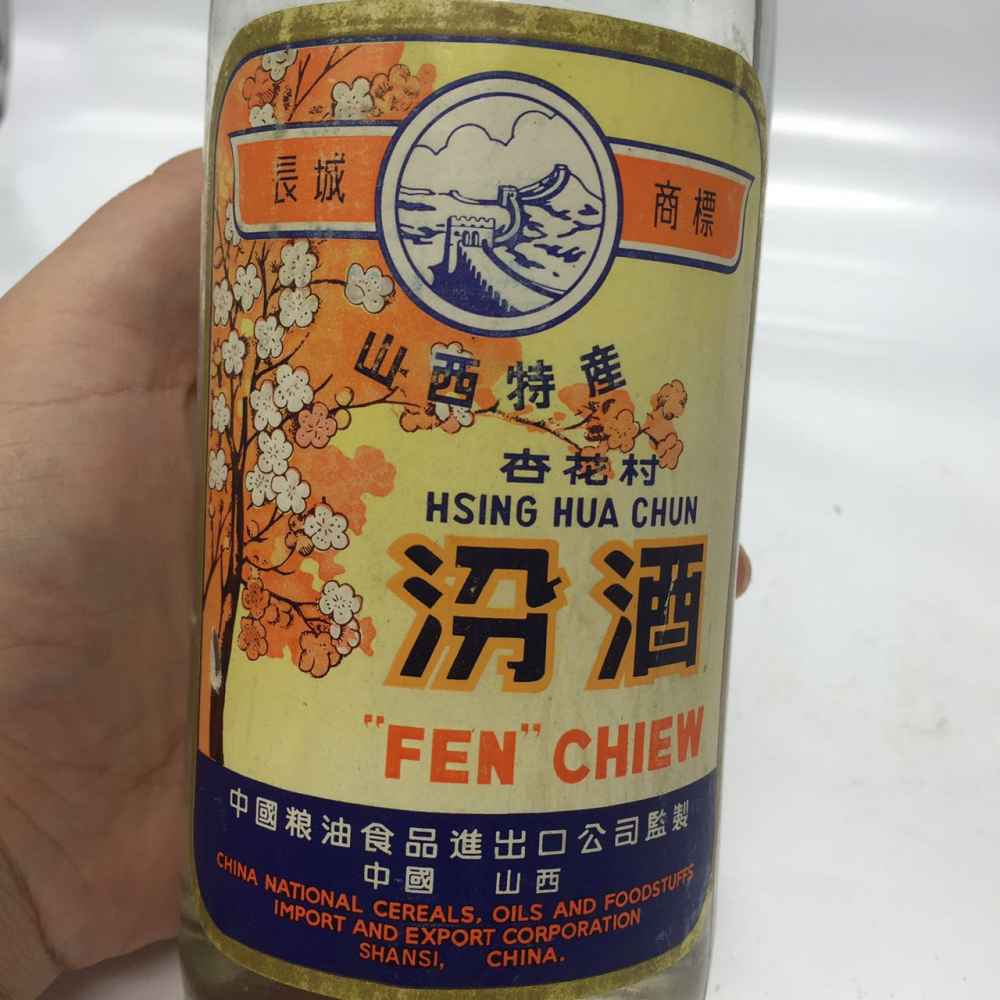 長城 商標
山西特産
杏花村
HSING HUA CHUN
汾酒
"FEN" CHIEW
中國粮油食品進出口公司監製
中國 山西
CHINA NATIONAL CEREALS, OILS AND FOODSTUFFS
IMPORT AND EXPORT CORPORATION
SHANSI, CHINA.